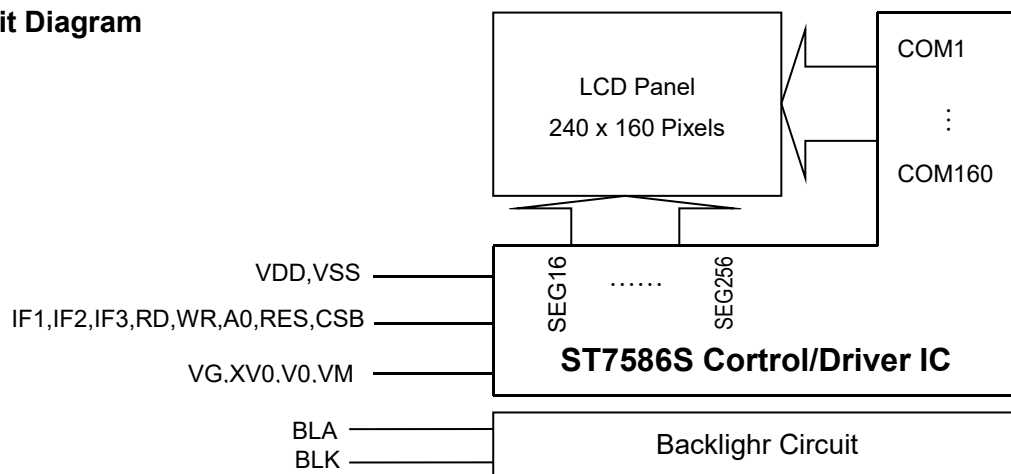 it Diagram
LCD Panel
240 x 160 Pixels
COM1
⋮
COM160
SEG16
......
SEG256
VDD,VSS
IF1,IF2,IF3,RD,WR,A0,RES,CSB
VG,XV0,V0,VM
ST7586S Cortrol/Driver IC
BLA
BLK
Backlighr Circuit